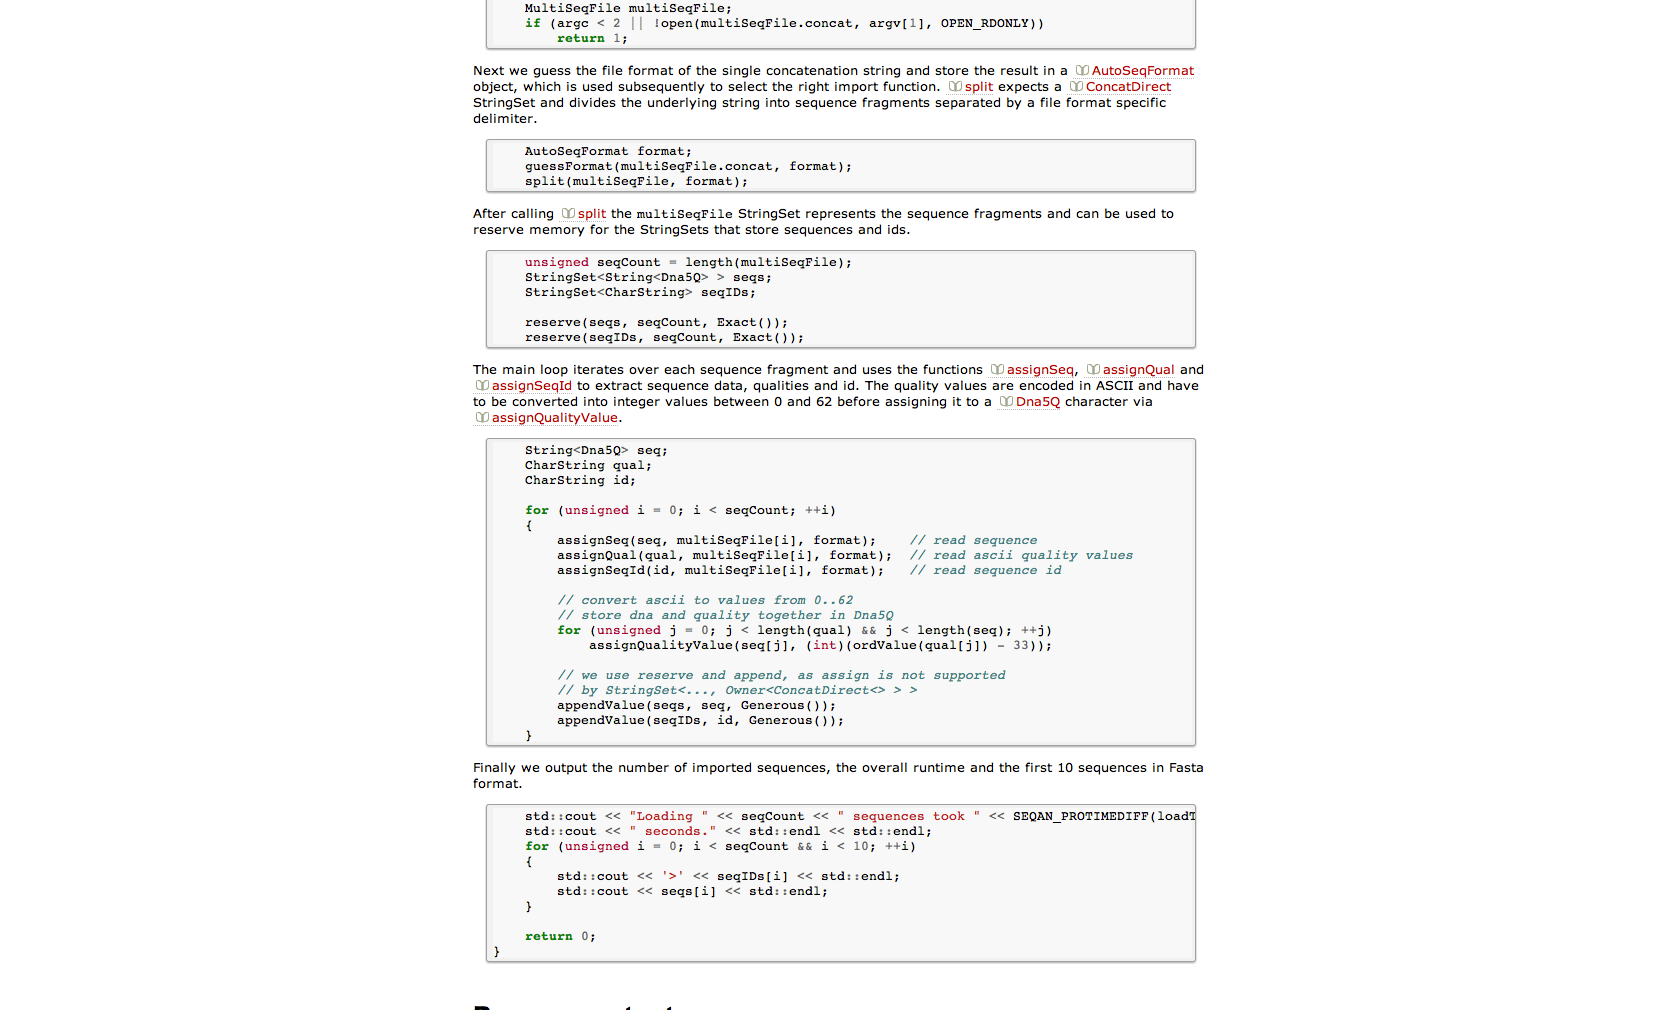 MultiSeqFile multiSeqFile;
    if (argc < 2 || !open(multiSeqFile.concat, argv[1], OPEN_RDONLY))
        return 1;
Next we guess the file format of the single concatenation string and store the result in a AutoSeqFormat
object, which is used subsequently to select the right import function. split expects a ConcatDirect
StringSet and divides the underlying string into sequence fragments separated by a file format specific
delimiter.
    AutoSeqFormat format;
    guessFormat(multiSeqFile.concat, format);
    split(multiSeqFile, format);
After calling split the multiSeqFile StringSet represents the sequence fragments and can be used to
reserve memory for the StringSets that store sequences and ids.
    unsigned seqCount = length(multiSeqFile);
    StringSet<String<Dna5Q> > seqs;
    StringSet<CharString> seqIDs;
    reserve(seqs, seqCount, Exact());
    reserve(seqIDs, seqCount, Exact());
The main loop iterates over each sequence fragment and uses the functions assignSeq, assignQual and
assignSeqId to extract sequence data, qualities and id. The quality values are encoded in ASCII and have
to be converted into integer values between 0 and 62 before assigning it to a Dna5Q character via
assignQualityValue.
    String<Dna5Q> seq;
    CharString qual;
    CharString id;
    for (unsigned i = 0; i < seqCount; ++i)
    {
        assignSeq(seq, multiSeqFile[i], format);    // read sequence
        assignQual(qual, multiSeqFile[i], format);  // read ascii quality values
        assignSeqId(id, multiSeqFile[i], format);   // read sequence id
        // convert ascii to values from 0..62
        // store dna and quality together in Dna5Q
        for (unsigned j = 0; j < length(qual) && j < length(seq); ++j)
            assignQualityValue(seq[j], (int)(ordValue(qual[j]) - 33));
        // we use reserve and append, as assign is not supported
        // by StringSet<..., Owner<ConcatDirect<> > >
        appendValue(seqs, seq, Generous());
        appendValue(seqIDs, id, Generous());
    }
Finally we output the number of imported sequences, the overall runtime and the first 10 sequences in Fasta
format.
    std::cout << "Loading " << seqCount << " sequences took " << SEQAN_PROTIMEDIFF(loadT
    std::cout << " seconds." << std::endl << std::endl;
    for (unsigned i = 0; i < seqCount && i < 10; ++i)
    {
        std::cout << '>' << seqIDs[i] << std::endl;
        std::cout << seqs[i] << std::endl;
    }
    return 0;
}